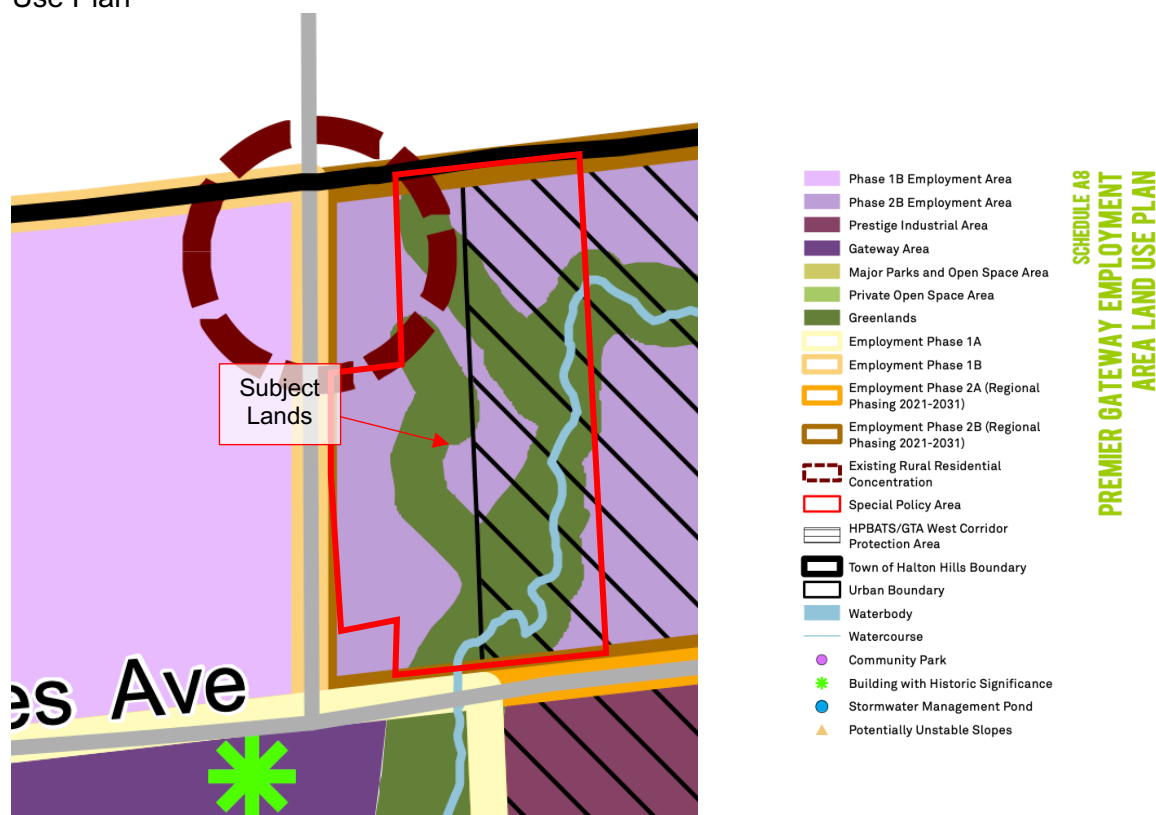 Use Plan
Subject
Lands
es Ave
Phase 1B Employment Area
Phase 2B Employment Area
Prestige Industrial Area
Gateway Area
Major Parks and Open Space Area
Private Open Space Area
Greenlands
Employment Phase 1A
Employment Phase 1B
Employment Phase 2A (Regional
Phasing 2021-2031)
Employment Phase 2B (Regional
Phasing 2021-2031)
Existing Rural Residential
Concentration
Special Policy Area
HPBATS/GTA West Corridor
Protection Area
Town of Halton Hills Boundary
Urban Boundary
Waterbody
Watercourse
Community Park
Building with Historic Significance
Stormwater Management Pond
Potentially Unstable Slopes
SCHEDULE A8
PREMIER GATEWAY EMPLOYMENT
AREA LAND USE PLAN